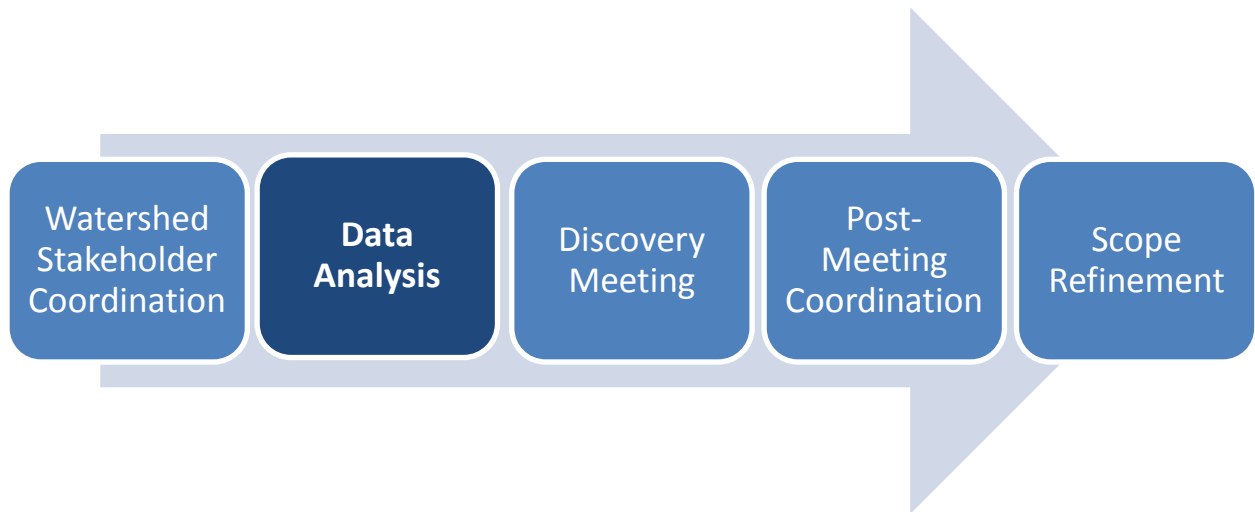 Watershed
Stakeholder
Coordination
Data
Analysis
Discovery
Meeting
Post-
Meeting
Coordination
Scope
Refinement